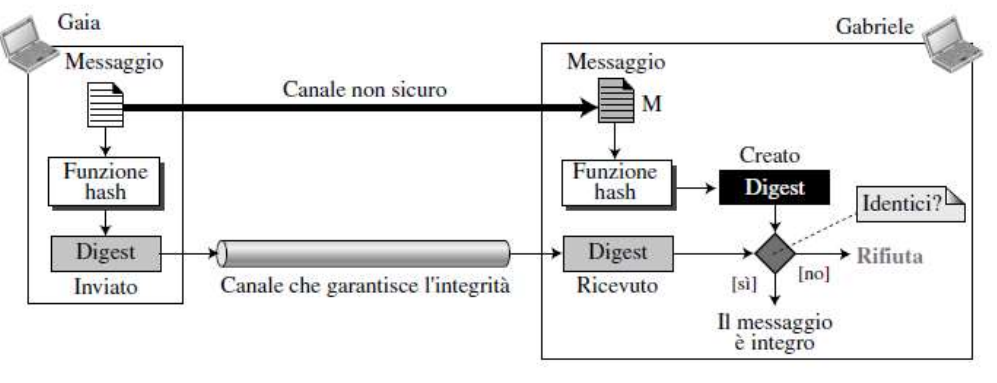 Gaia
Gabriele
Messaggio
Messaggio
Canale non sicuro
M
Funzione
hash
Funzione
hash
Creato
Digest
Identici?
Digest
Digest
Rifiuta
[sì]
[no]
Inviato
Canale che garantisce l'integrità
Ricevuto
Il messaggio
è integro